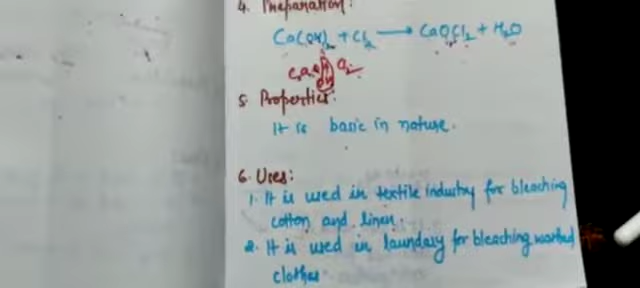 4. Preparation:
Ca(OH)2 + Cl2 → CaOCl2 + H2O
5. Properties:
It is basic in nature.
6. Uses:
1. It is used in textile industry for bleaching
cotton and linen.
2. It is used in laundary for bleaching washed
clothes